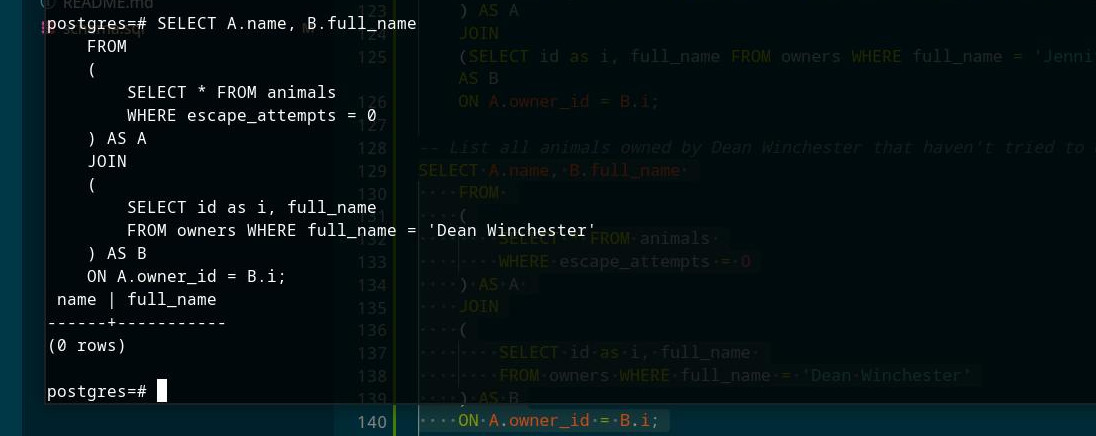 README.md
schema.sql M
postgres=# SELECT A.name, B.full_name
    FROM
    (
        SELECT * FROM animals
        WHERE escape_attempts = 0
    ) AS A
    JOIN
    (
        SELECT id as i, full_name
        FROM owners WHERE full_name = 'Dean Winchester'
    ) AS B
    ON A.owner_id = B.i;
 name | full_name
------+-----------
(0 rows)
postgres=#
123 ) AS A
124 JOIN
125 (SELECT id as i, full_name FROM owners WHERE full_name = 'Jenni
AS B
126 ON A.owner_id = B.i;
127
128 -- List all animals owned by Dean Winchester that haven't tried to
129 SELECT A.name, B.full_name
130 FROM
131 (
132 SELECT * FROM animals
133 WHERE escape_attempts = 0
134 ) AS A
135 JOIN
136 (
137 SELECT id as i, full_name
138 FROM owners WHERE full_name = 'Dean Winchester'
139 ) AS B
140 ON A.owner_id = B.i;